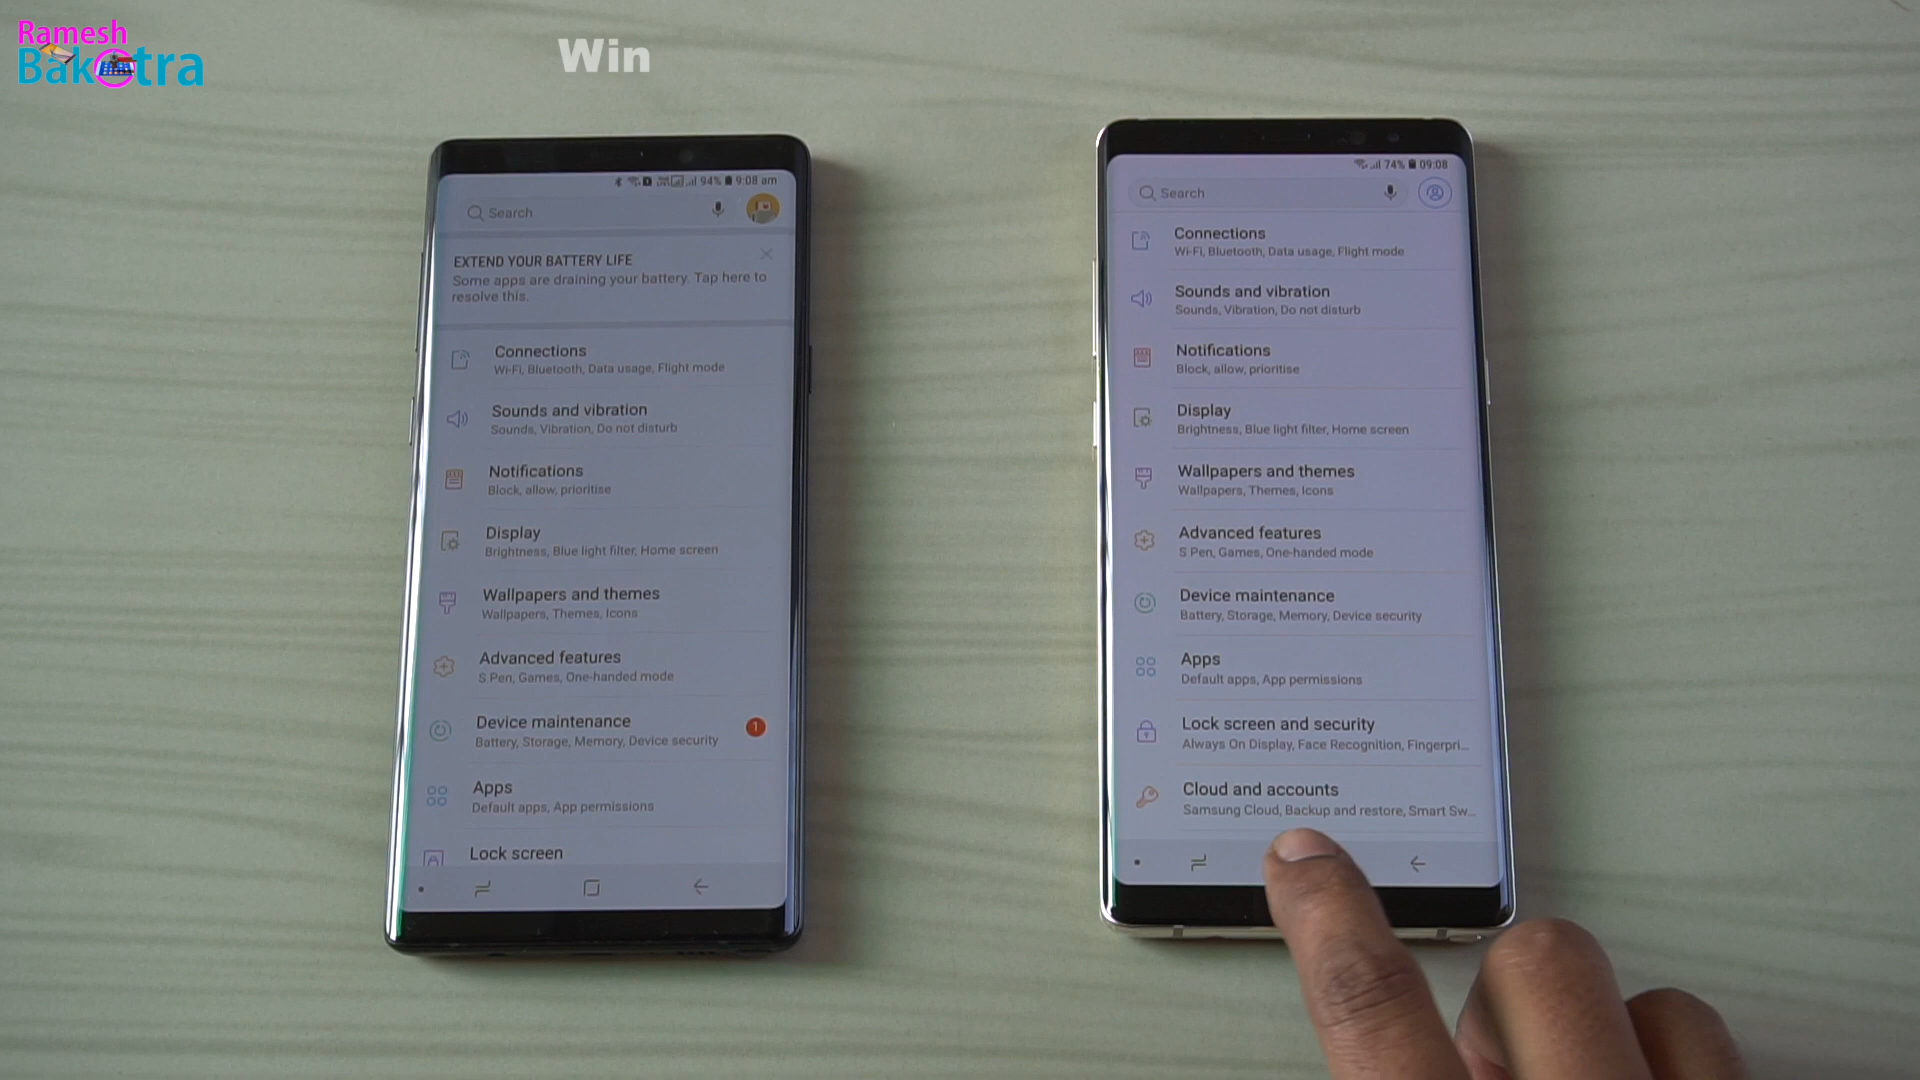 Ramesh
Bakotra
Win
94% 9:08 am
Search
EXTEND YOUR BATTERY LIFE
Some apps are draining your battery. Tap here to
resolve this.
Connections
Wi-Fi, Bluetooth, Data usage, Flight mode
Sounds and vibration
Sounds, Vibration, Do not disturb
Notifications
Block, allow, prioritise
Display
Brightness, Blue light filter, Home screen
Wallpapers and themes
Wallpapers, Themes, Icons
Advanced features
S Pen, Games, One-handed mode
Device maintenance
1
Battery, Storage, Memory, Device security
Apps
Default apps, App permissions
Lock screen
74% 09:08
Search
Connections
Wi-Fi, Bluetooth, Data usage, Flight mode
Sounds and vibration
Sounds, Vibration, Do not disturb
Notifications
Block, allow, prioritise
Display
Brightness, Blue light filter, Home screen
Wallpapers and themes
Wallpapers, Themes, Icons
Advanced features
S Pen, Games, One-handed mode
Device maintenance
Battery, Storage, Memory, Device security
Apps
Default apps, App permissions
Lock screen and security
Always On Display, Face Recognition, Fingerpri...
Cloud and accounts
Samsung Cloud, Backup and restore, Smart Sw...